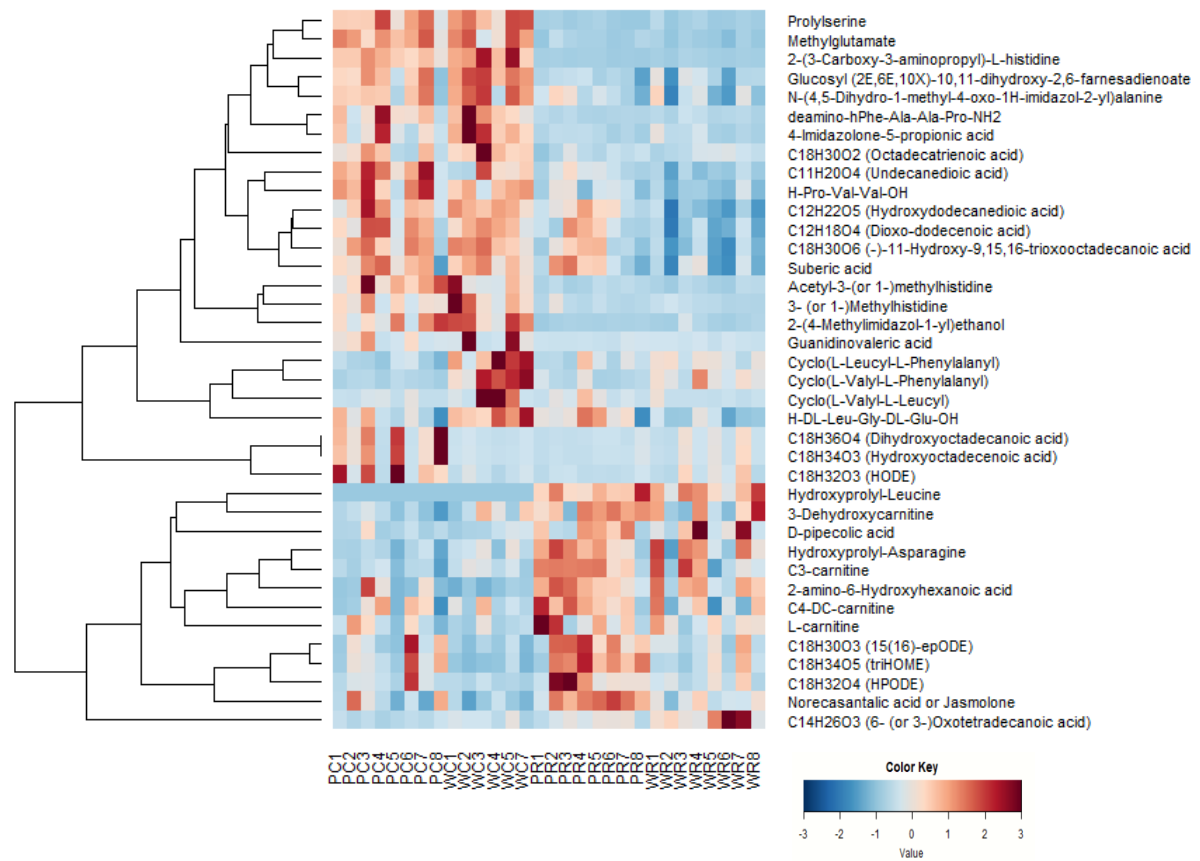 Prolylserine
Methylglutamate
2-(3-Carboxy-3-aminopropyl)-L-histidine
Glucosyl (2E,6E,10X)-10,11-dihydroxy-2,6-farnesadienoate
N-(4,5-Dihydro-1-methyl-4-oxo-1H-imidazol-2-yl)alanine
deamino-hPhe-Ala-Ala-Pro-NH2
4-Imidazolone-5-propionic acid
C18H30O2 (Octadecatrienoic acid)
C11H20O4 (Undecanedioic acid)
H-Pro-Val-Val-OH
C12H22O5 (Hydroxydodecanedioic acid)
C12H18O4 (Dioxo-dodecenoic acid)
C18H30O6 (-)-11-Hydroxy-9,15,16-trioxooctadecanoic acid
Suberic acid
Acetyl-3-(or 1-)methylhistidine
3- (or 1-)Methylhistidine
2-(4-Methylimidazol-1-yl)ethanol
Guanidinovaleric acid
Cyclo(L-Leucyl-L-Phenylalanyl)
Cyclo(L-Valyl-L-Phenylalanyl)
Cyclo(L-Valyl-L-Leucyl)
H-DL-Leu-Gly-DL-Glu-OH
C18H36O4 (Dihydroxyoctadecanoic acid)
C18H34O3 (Hydroxyoctadecenoic acid)
C18H32O3 (HODE)
Hydroxyprolyl-Leucine
3-Dehydroxycarnitine
D-pipecolic acid
Hydroxyprolyl-Asparagine
C3-carnitine
2-amino-6-Hydroxyhexanoic acid
C4-DC-carnitine
L-carnitine
C18H30O3 (15(16)-epODE)
C18H34O5 (triHOME)
C18H32O4 (HPODE)
Norecasantalic acid or Jasmolone
C14H26O3 (6- (or 3-)Oxotetradecanoic acid)
PC1 PC2 PC3 PC4 PC5 PC6 PC7 PC8 WC1 WC2 WC3 WC4 WC5 WC7 PR1 PR2 PR3 PR4 PR5 PR6 PR7 PR8 WR1 WR2 WR3 WR4 WR5 WR6 WR7 WR8
Color Key
-3 -2 -1 0 1 2 3
Value